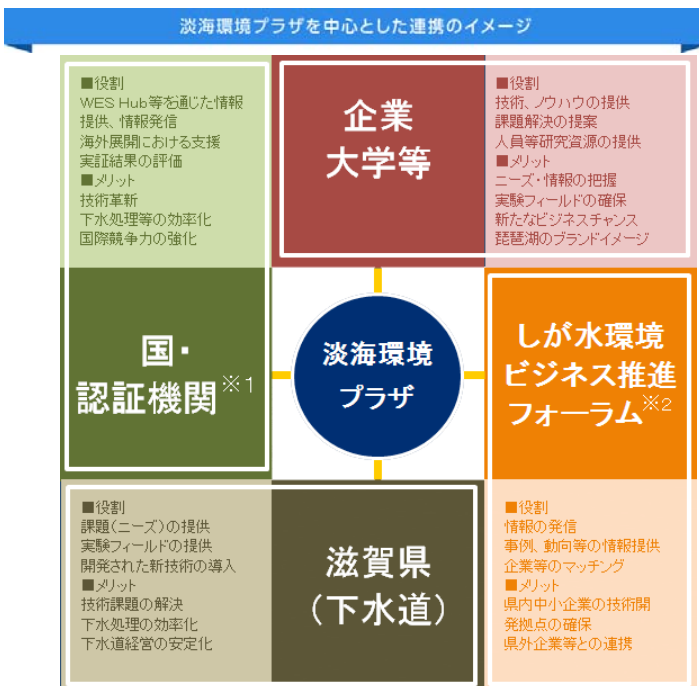 淡海環境プラザを中心とした連携のイメージ
■役割
WES Hub等を通じた情報
提供、情報発信
海外展開における支援
実証結果の評価
■メリット
技術革新
下水処理等の効率化
国際競争力の強化
企業
大学等
■役割
技術、ノウハウの提供
課題解決の提案
人員等研究資源の提供
■メリット
ニーズ・情報の把握
実験フィールドの確保
新たなビジネスチャンス
琵琶湖のブランドイメージ
国・
認証機関※1
淡海環境
プラザ
しが水環境
ビジネス推進
フォーラム※2
■役割
課題(ニーズ)の提供
実験フィールドの提供
開発された新技術の導入
■メリット
技術課題の解決
下水処理の効率化
下水道経営の安定化
滋賀県
(下水道)
■役割
情報の発信
事例、動向等の情報提供
企業等のマッチング
■メリット
県内中小企業の技術開
発拠点の確保
県外企業等との連携